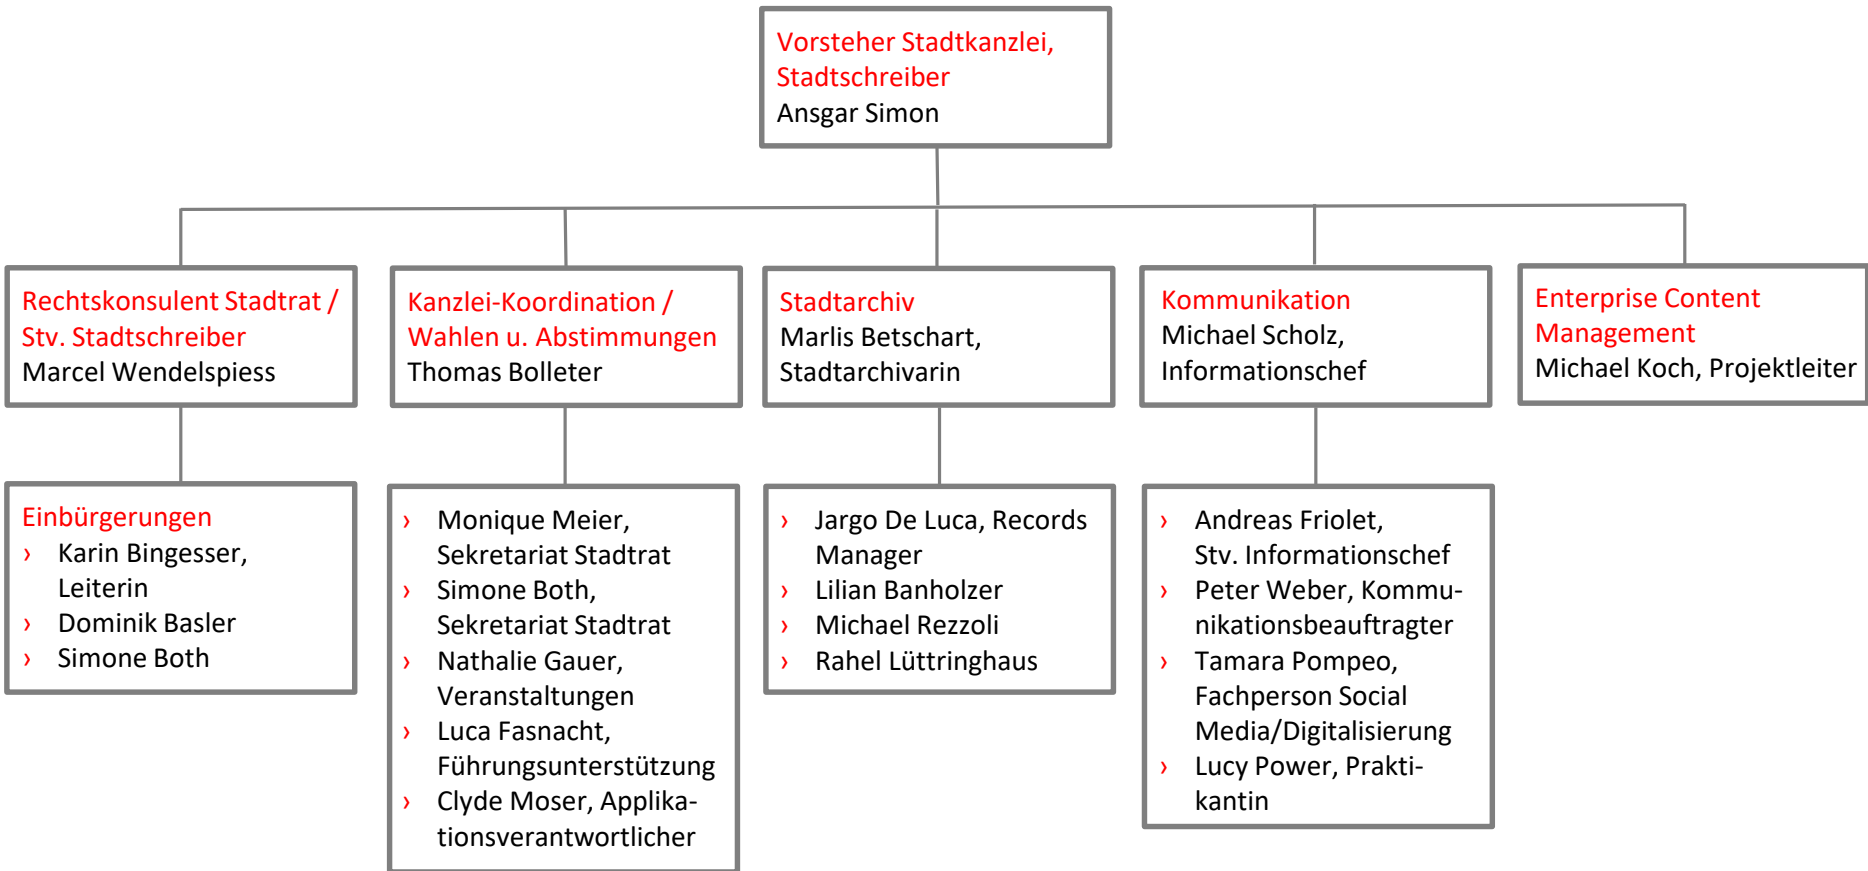 Vorsteher Stadtkanzlei,
Stadtschreiber
Ansgar Simon
Rechtskonsulent Stadtrat /
Stv. Stadtschreiber
Marcel Wendelspiess
Kanzlei-Koordination /
Wahlen u. Abstimmungen
Thomas Bolleter
Stadtarchiv
Marlis Betschart,
Stadtarchivarin
Kommunikation
Michael Scholz,
Informationschef
Enterprise Content
Management
Michael Koch, Projektleiter
Einbürgerungen
› Karin Bingesser,
Leiterin
› Dominik Basler
› Simone Both
› Monique Meier,
Sekretariat Stadtrat
› Simone Both,
Sekretariat Stadtrat
› Nathalie Gauer,
Veranstaltungen
› Luca Fasnacht,
Führungsunterstützung
› Clyde Moser, Applika-
tionsverantwortlicher
› Jargo De Luca, Records
Manager
› Lilian Banholzer
› Michael Rezzoli
› Rahel Lüttringhaus
› Andreas Friolet,
Stv. Informationschef
› Peter Weber, Kommu-
nikationsbeauftragter
› Tamara Pompeo,
Fachperson Social
Media/Digitalisierung
› Lucy Power, Prakti-
kantin